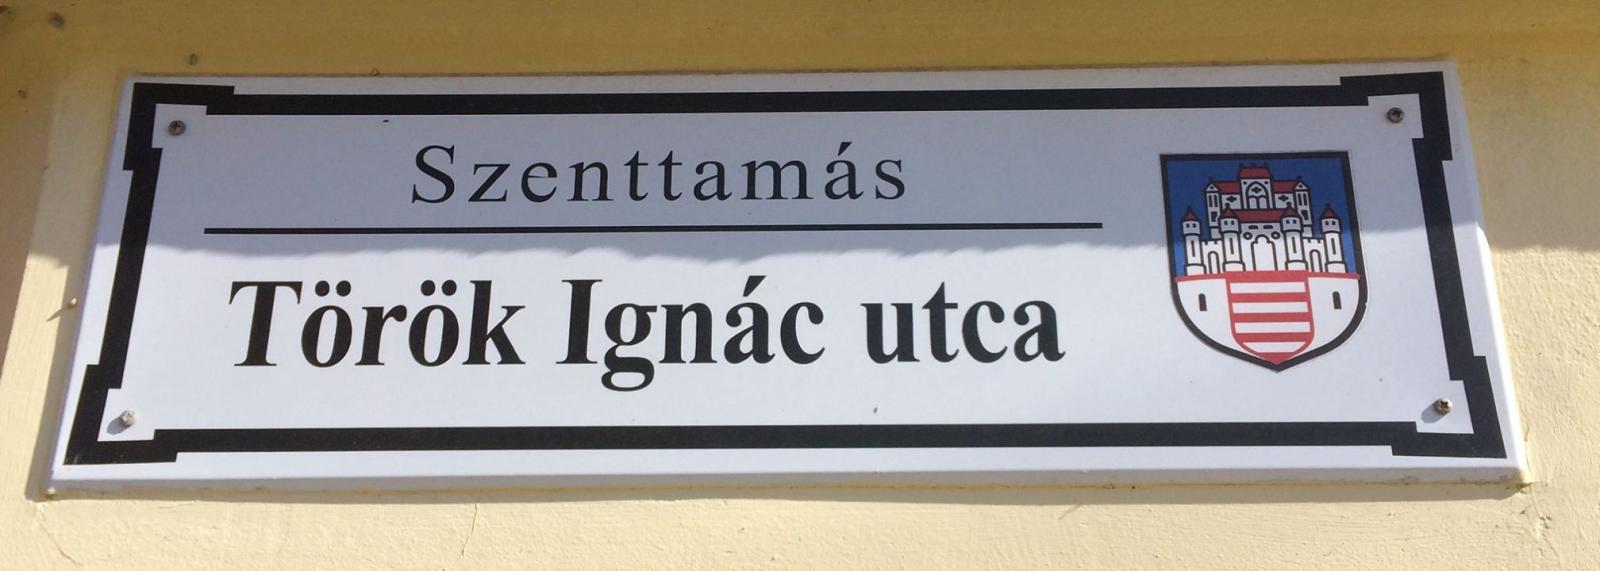 Szenttamás
Török Ignác utca